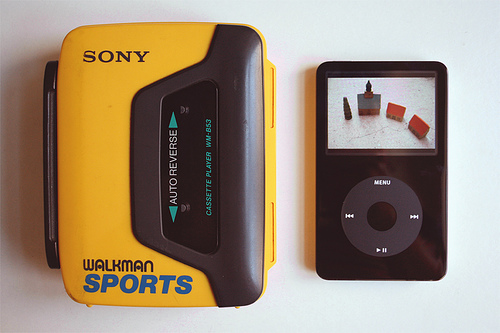 SONY
AUTO REVERSE
CASSETTE PLAYER WM-B53
WALKMAN
SPORTS
MENU